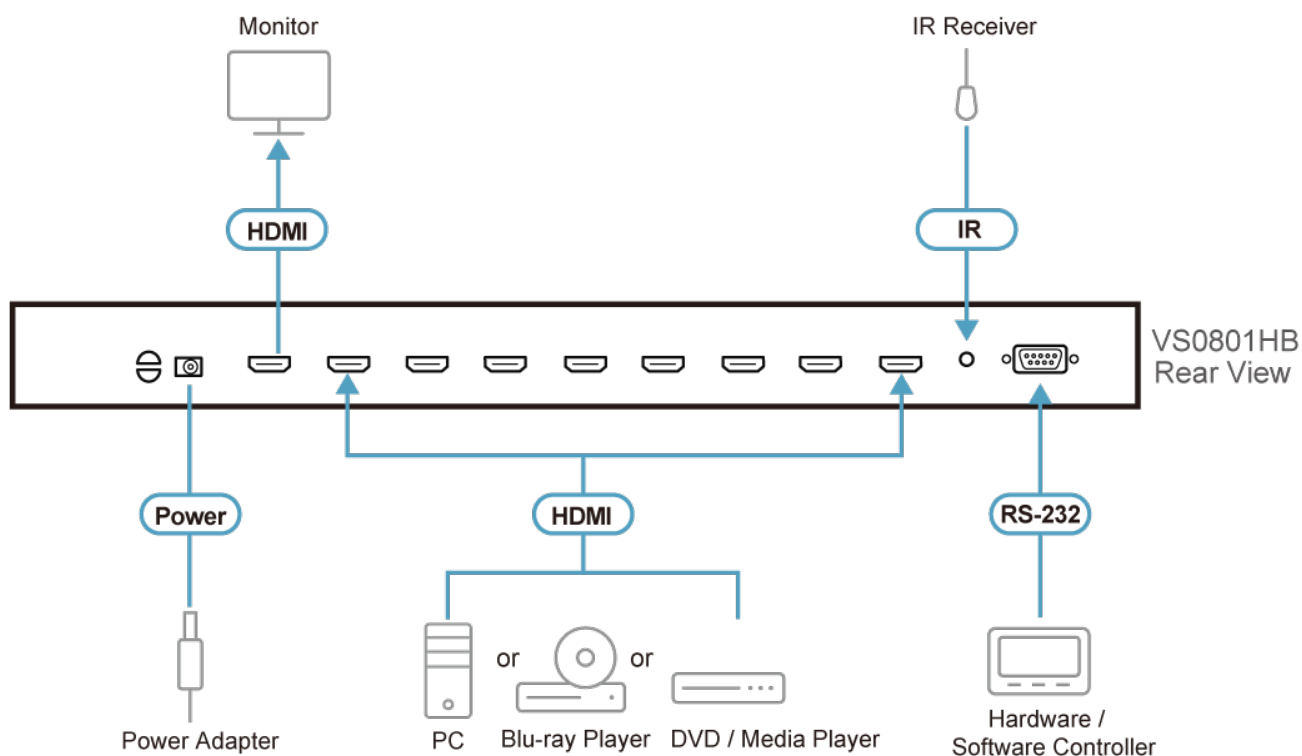 Monitor
IR Receiver
HDMI
IR
VS0801HB
Rear View
Power
HDMI
RS-232
or
or
Power Adapter
PC
Blu-ray Player
DVD / Media Player
Hardware /
Software Controller